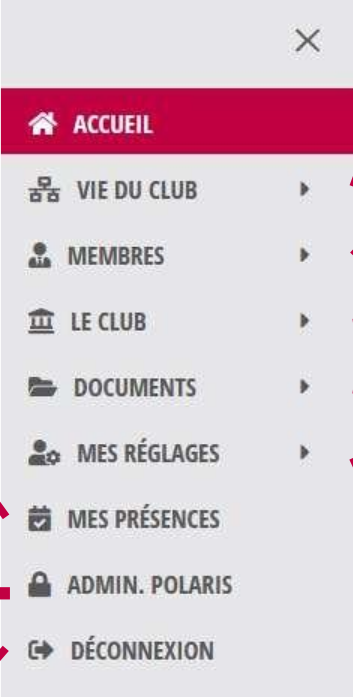 ACCUEIL
VIE DU CLUB
MEMBRES
LE CLUB
DOCUMENTS
MES RÉGLAGES
MES PRÉSENCES
ADMIN. POLARIS
DÉCONNEXION